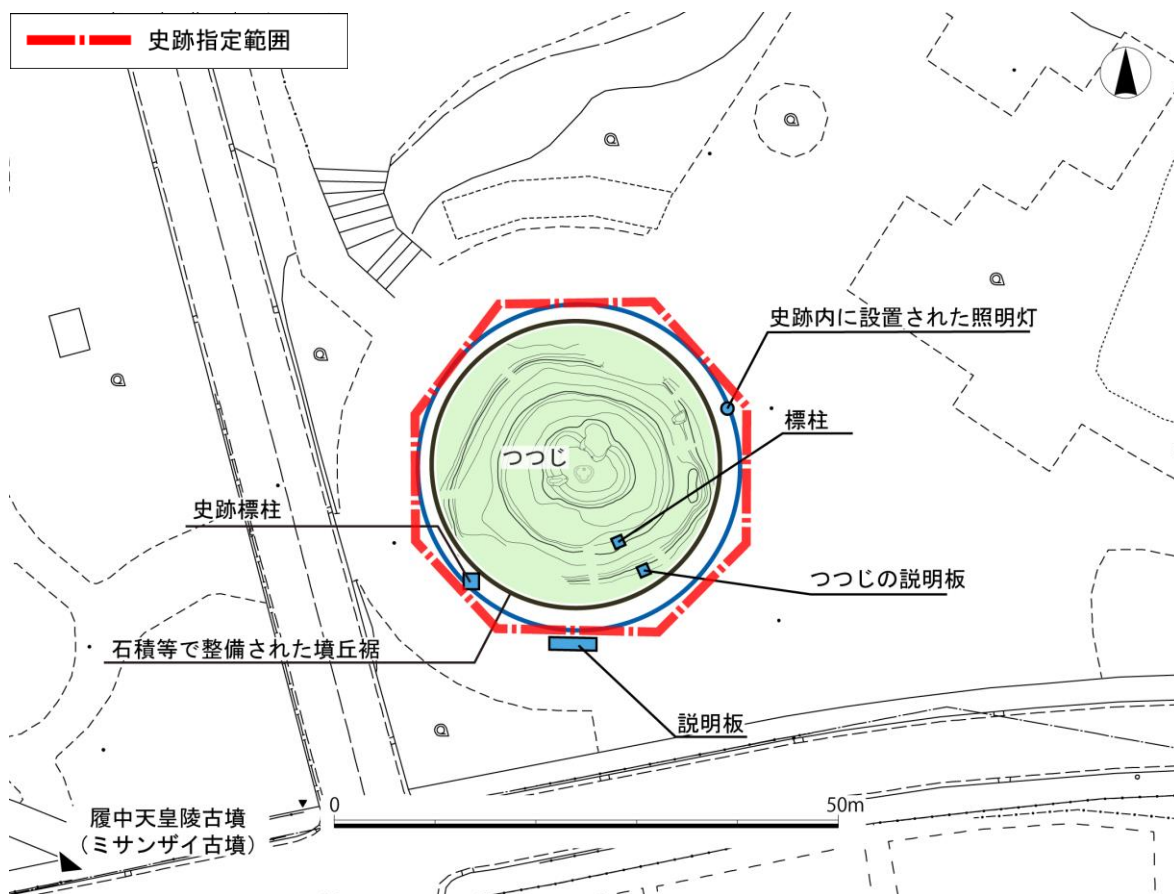 史跡指定範囲
史跡内に設置された照明灯
標柱
つつじ
史跡標柱
つつじの説明板
石積等で整備された墳丘裾
説明板
0
50m
履中天皇陵古墳
（ミサンザイ古墳）